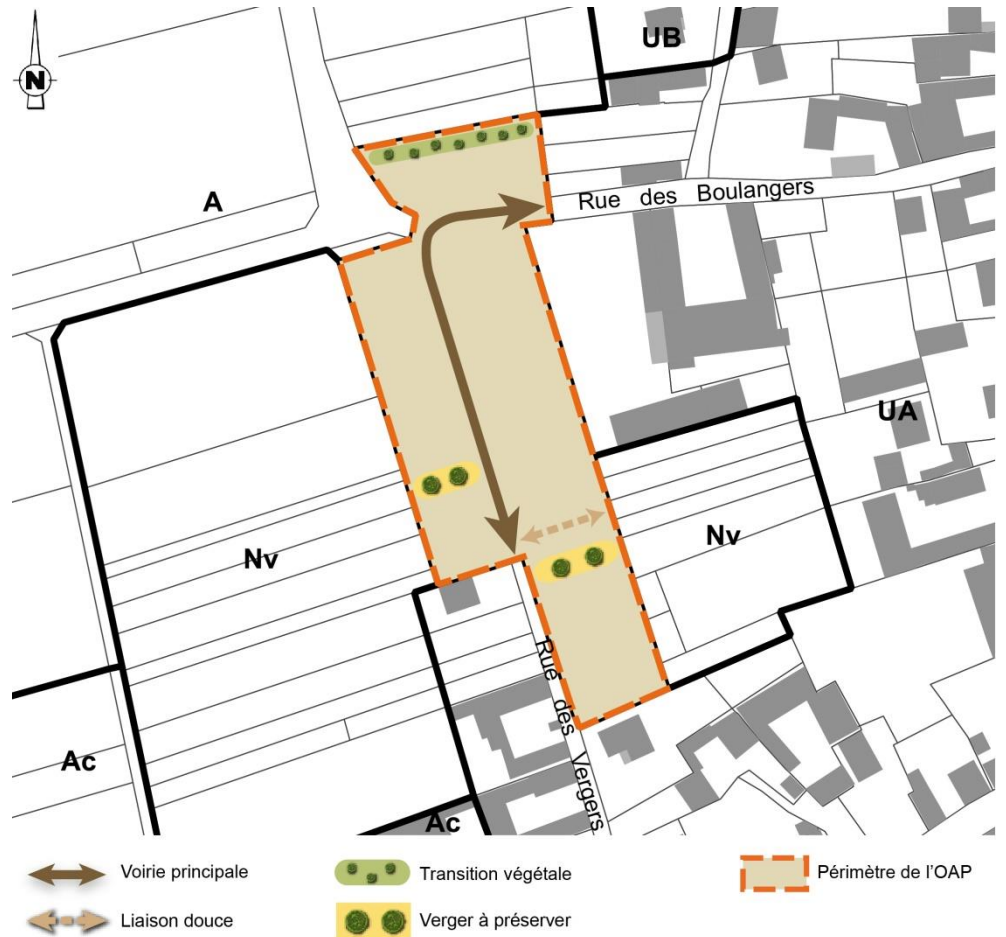 UB
N
Rue des Boulangers
A
UA
Nv
Nv
Rue des Vergers
Ac
Ac
Voirie principale
Transition végétale
Périmètre de l'OAP
Liaison douce
Verger à préserver